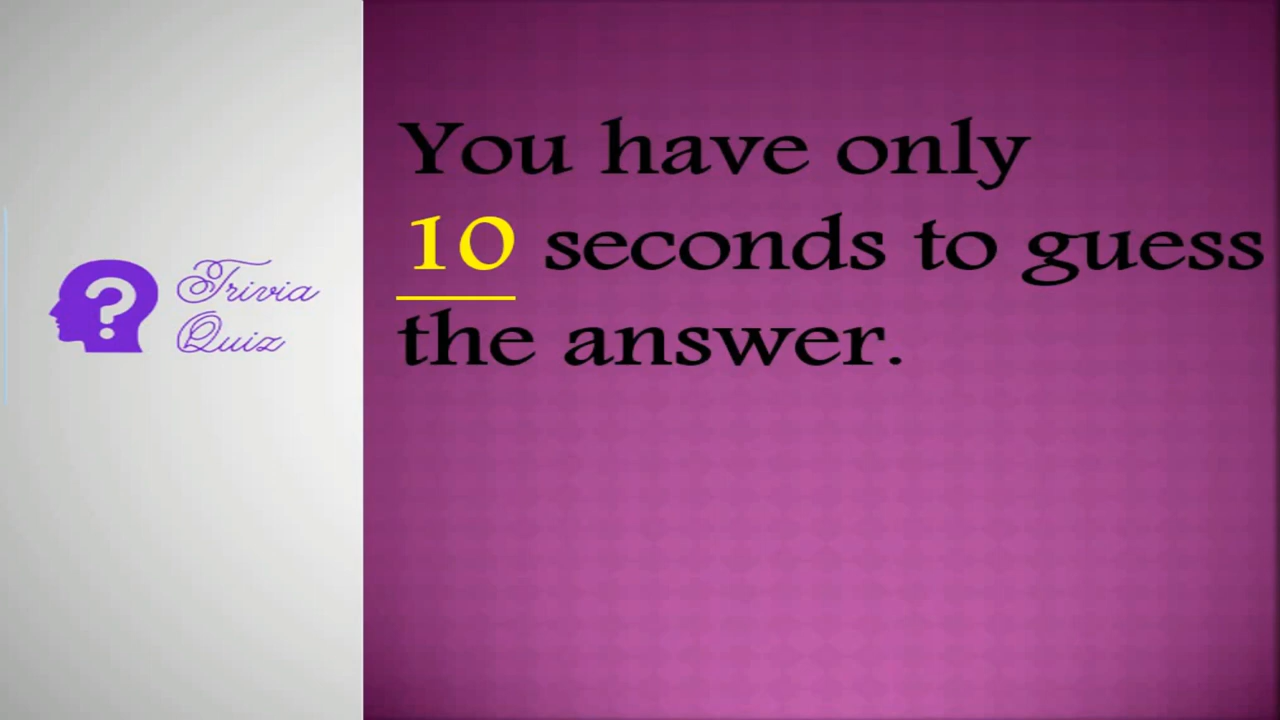 Trivia
Quiz
You have only
10 seconds to guess
the answer.